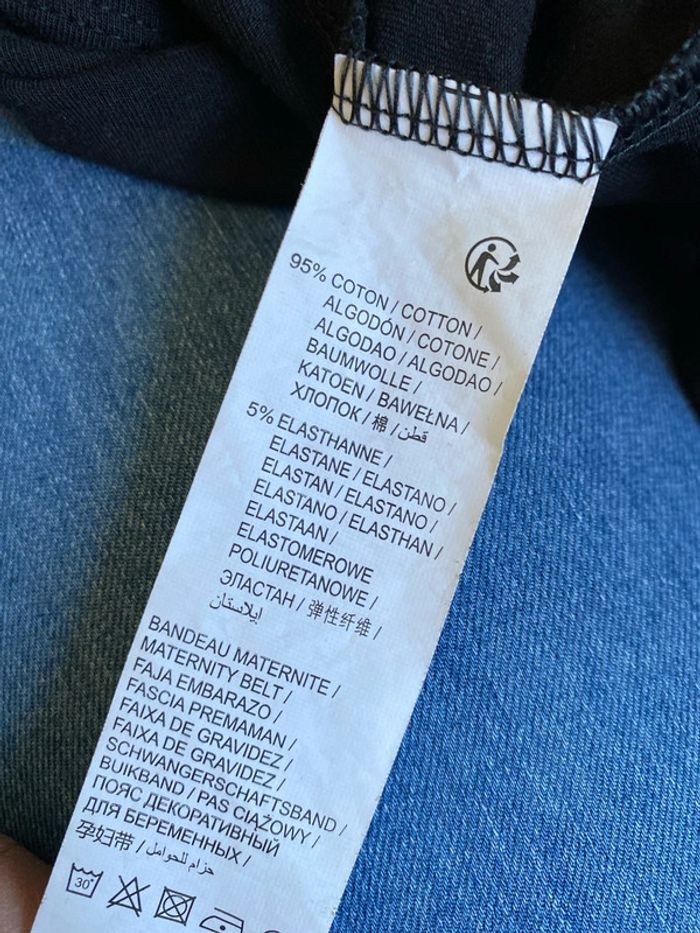 95% COTON / COTTON /
ALGODÓN / COTONE /
ALGODAO / ALGODAO /
BAUMWOLLE /
KATOEN / BAWEŁNA /
ХЛОПОК / 棉 / قطن
5% ELASTHANNE /
ELASTANE / ELASTANO /
ELASTAN / ELASTANO /
ELASTANO / ELASTHAN /
ELASTAAN /
ELASTOMEROWE
POLIURETANOWE /
ЭЛАСТАН / 弹性纤维 /
إيلاستان
BANDEAU MATERNITE /
MATERNITY BELT /
FAJA EMBARAZO /
FASCIA PREMAMAN /
FAIXA DE GRAVIDEZ /
FAIXA DE GRAVIDEZ /
SCHWANGERSCHAFTSBAND /
BUIKBAND / PAS CIĄŻOWY /
ПОЯС ДЕКОРАТИВНЫЙ
ДЛЯ БЕРЕМЕННЫХ /
孕妇带 / حزام للحوامل
30°